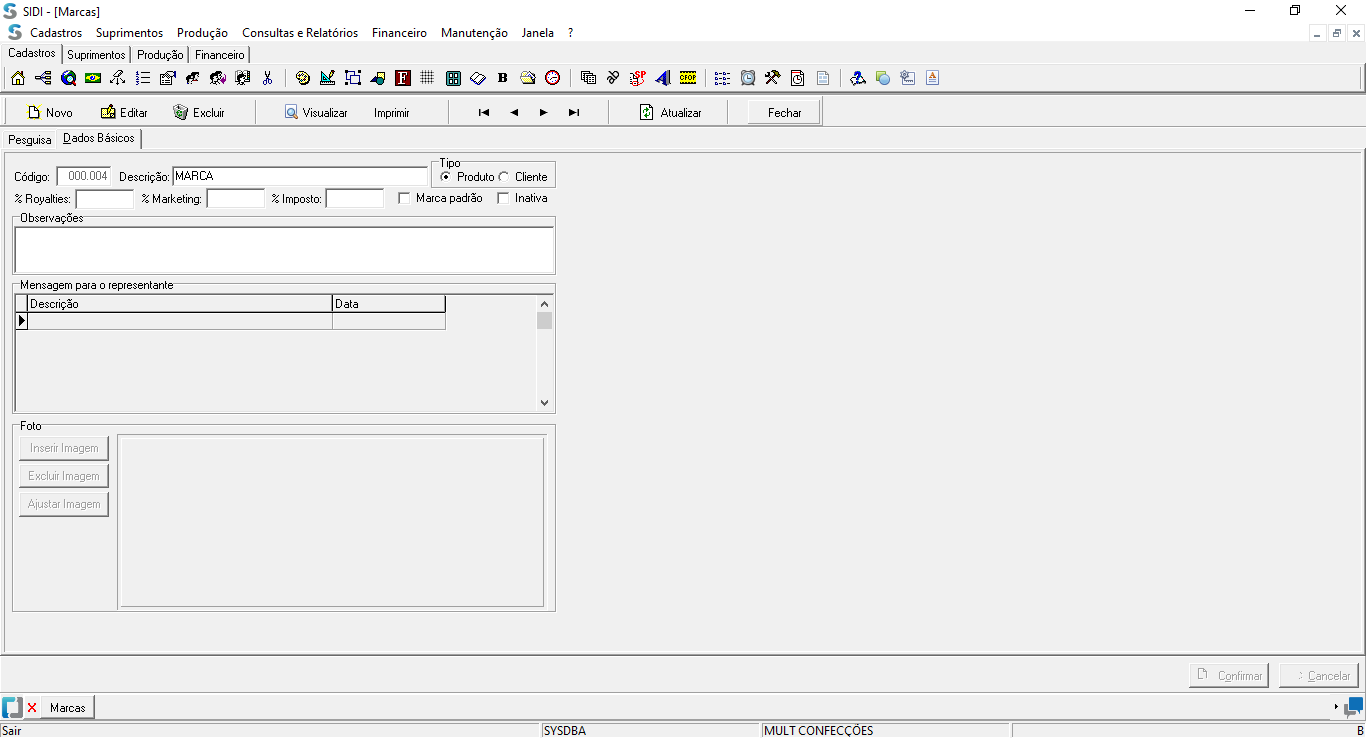 SIDI - [Marcas]
Cadastros Suprimentos Produção Consultas e Relatórios Financeiro Manutenção Janela ?
Cadastros Suprimentos Produção Financeiro
F B SP CFOP A
Novo Editar Excluir Visualizar Imprimir Atualizar Fechar
Pesquisa Dados Básicos
Tipo
Código: 000.004 Descrição: MARCA Produto Cliente
% Royalties: % Marketing: % Imposto: Marca padrão Inativa
Observações
Mensagem para o representante
Descrição Data
Foto
Inserir Imagem
Excluir Imagem
Ajustar Imagem
Confirmar Cancelar
Marcas
Sair SYSDBA MULT CONFECÇÕES B